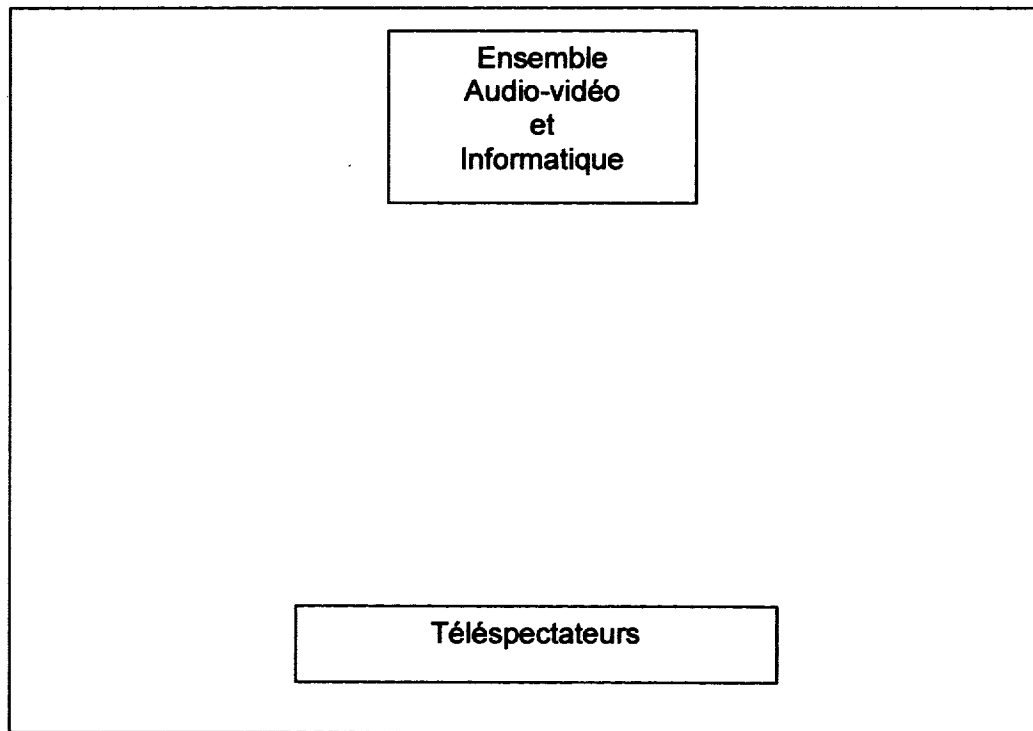 Ensemble
Audio-vidéo
et
Informatique
Téléspectateurs